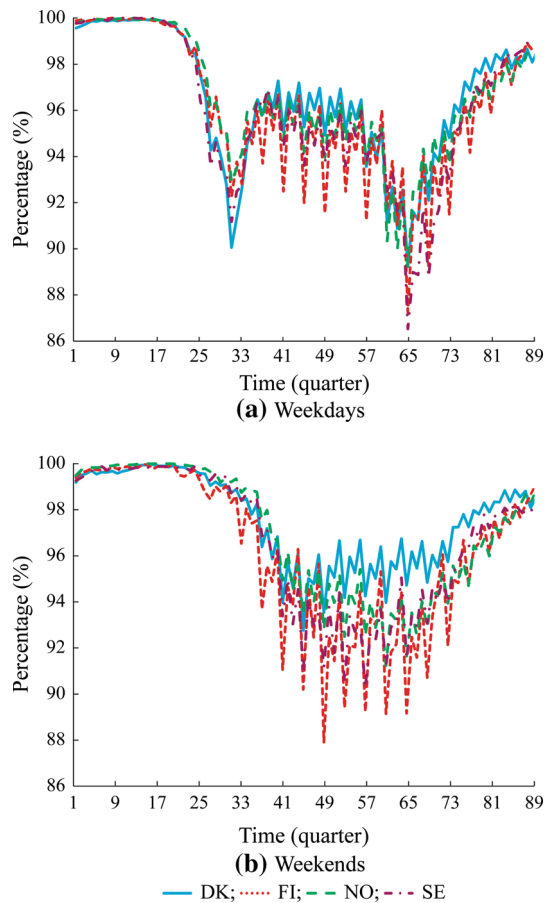 100
98
96
94
92
90
88
86
Percentage (%)
1 9 17 25 33 41 49 57 65 73 81 89
Time (quarter)
(a) Weekdays
100
98
96
94
92
90
88
86
Percentage (%)
1 9 17 25 33 41 49 57 65 73 81 89
Time (quarter)
(b) Weekends
DK; FI; NO; SE